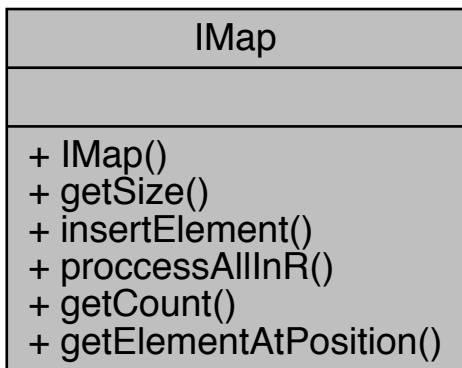 IMap
+ IMap()
+ getSize()
+ insertElement()
+ proccessAllInR()
+ getCount()
+ getElementAtPosition()